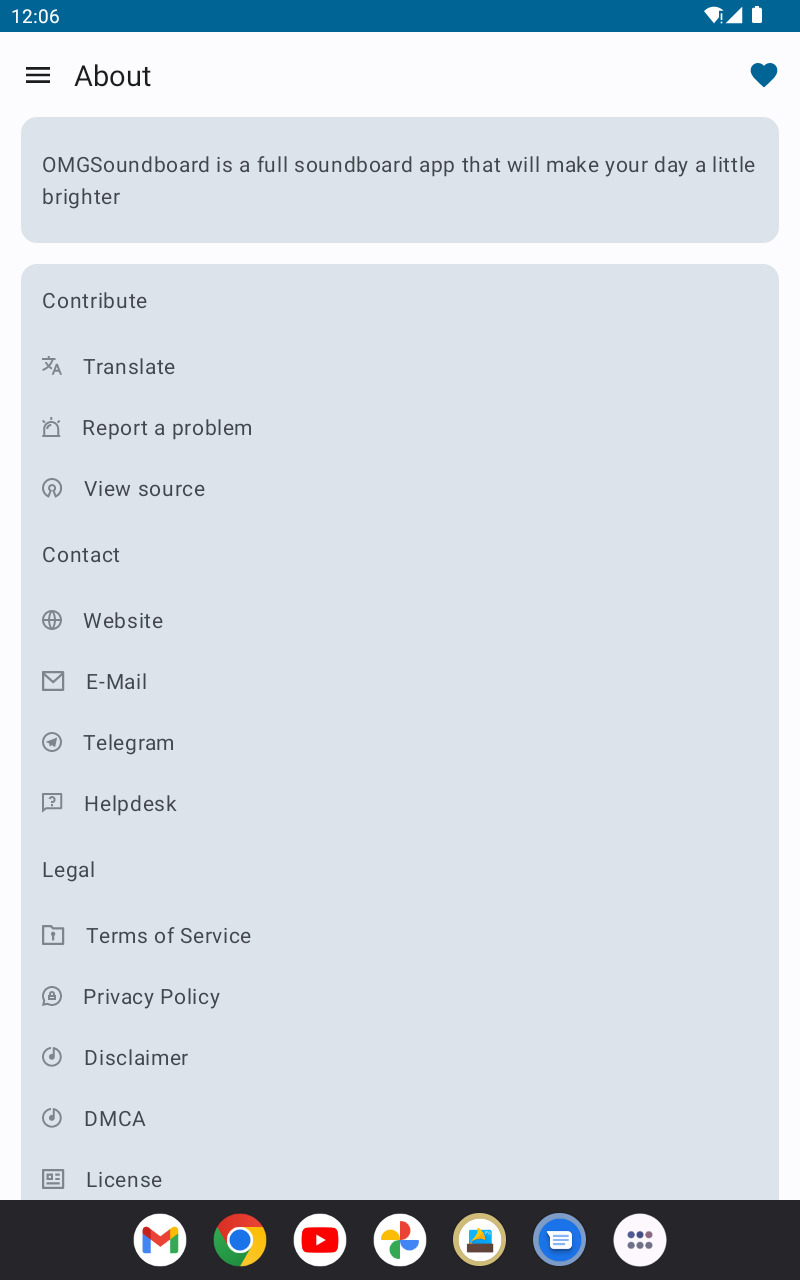 12:06
About
OMGSoundboard is a full soundboard app that will make your day a little
brighter
Contribute
Translate
Report a problem
View source
Contact
Website
E-Mail
Telegram
Helpdesk
Legal
Terms of Service
Privacy Policy
Disclaimer
DMCA
License